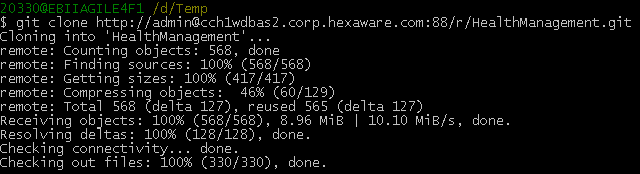 20330@EBIIAGILE4F1 /d/Temp
$ git clone http://admin@cch1wdbas2.corp.hexaware.com:88/r/HealthManagement.git
Cloning into 'HealthManagement'...
remote: Counting objects: 568, done
remote: Finding sources: 100% (568/568)
remote: Getting sizes: 100% (417/417)
remote: Compressing objects:  46% (60/129)
remote: Total 568 (delta 127), reused 565 (delta 127)
Receiving objects: 100% (568/568), 8.96 MiB | 10.10 MiB/s, done.
Resolving deltas: 100% (128/128), done.
Checking connectivity... done.
Checking out files: 100% (330/330), done.